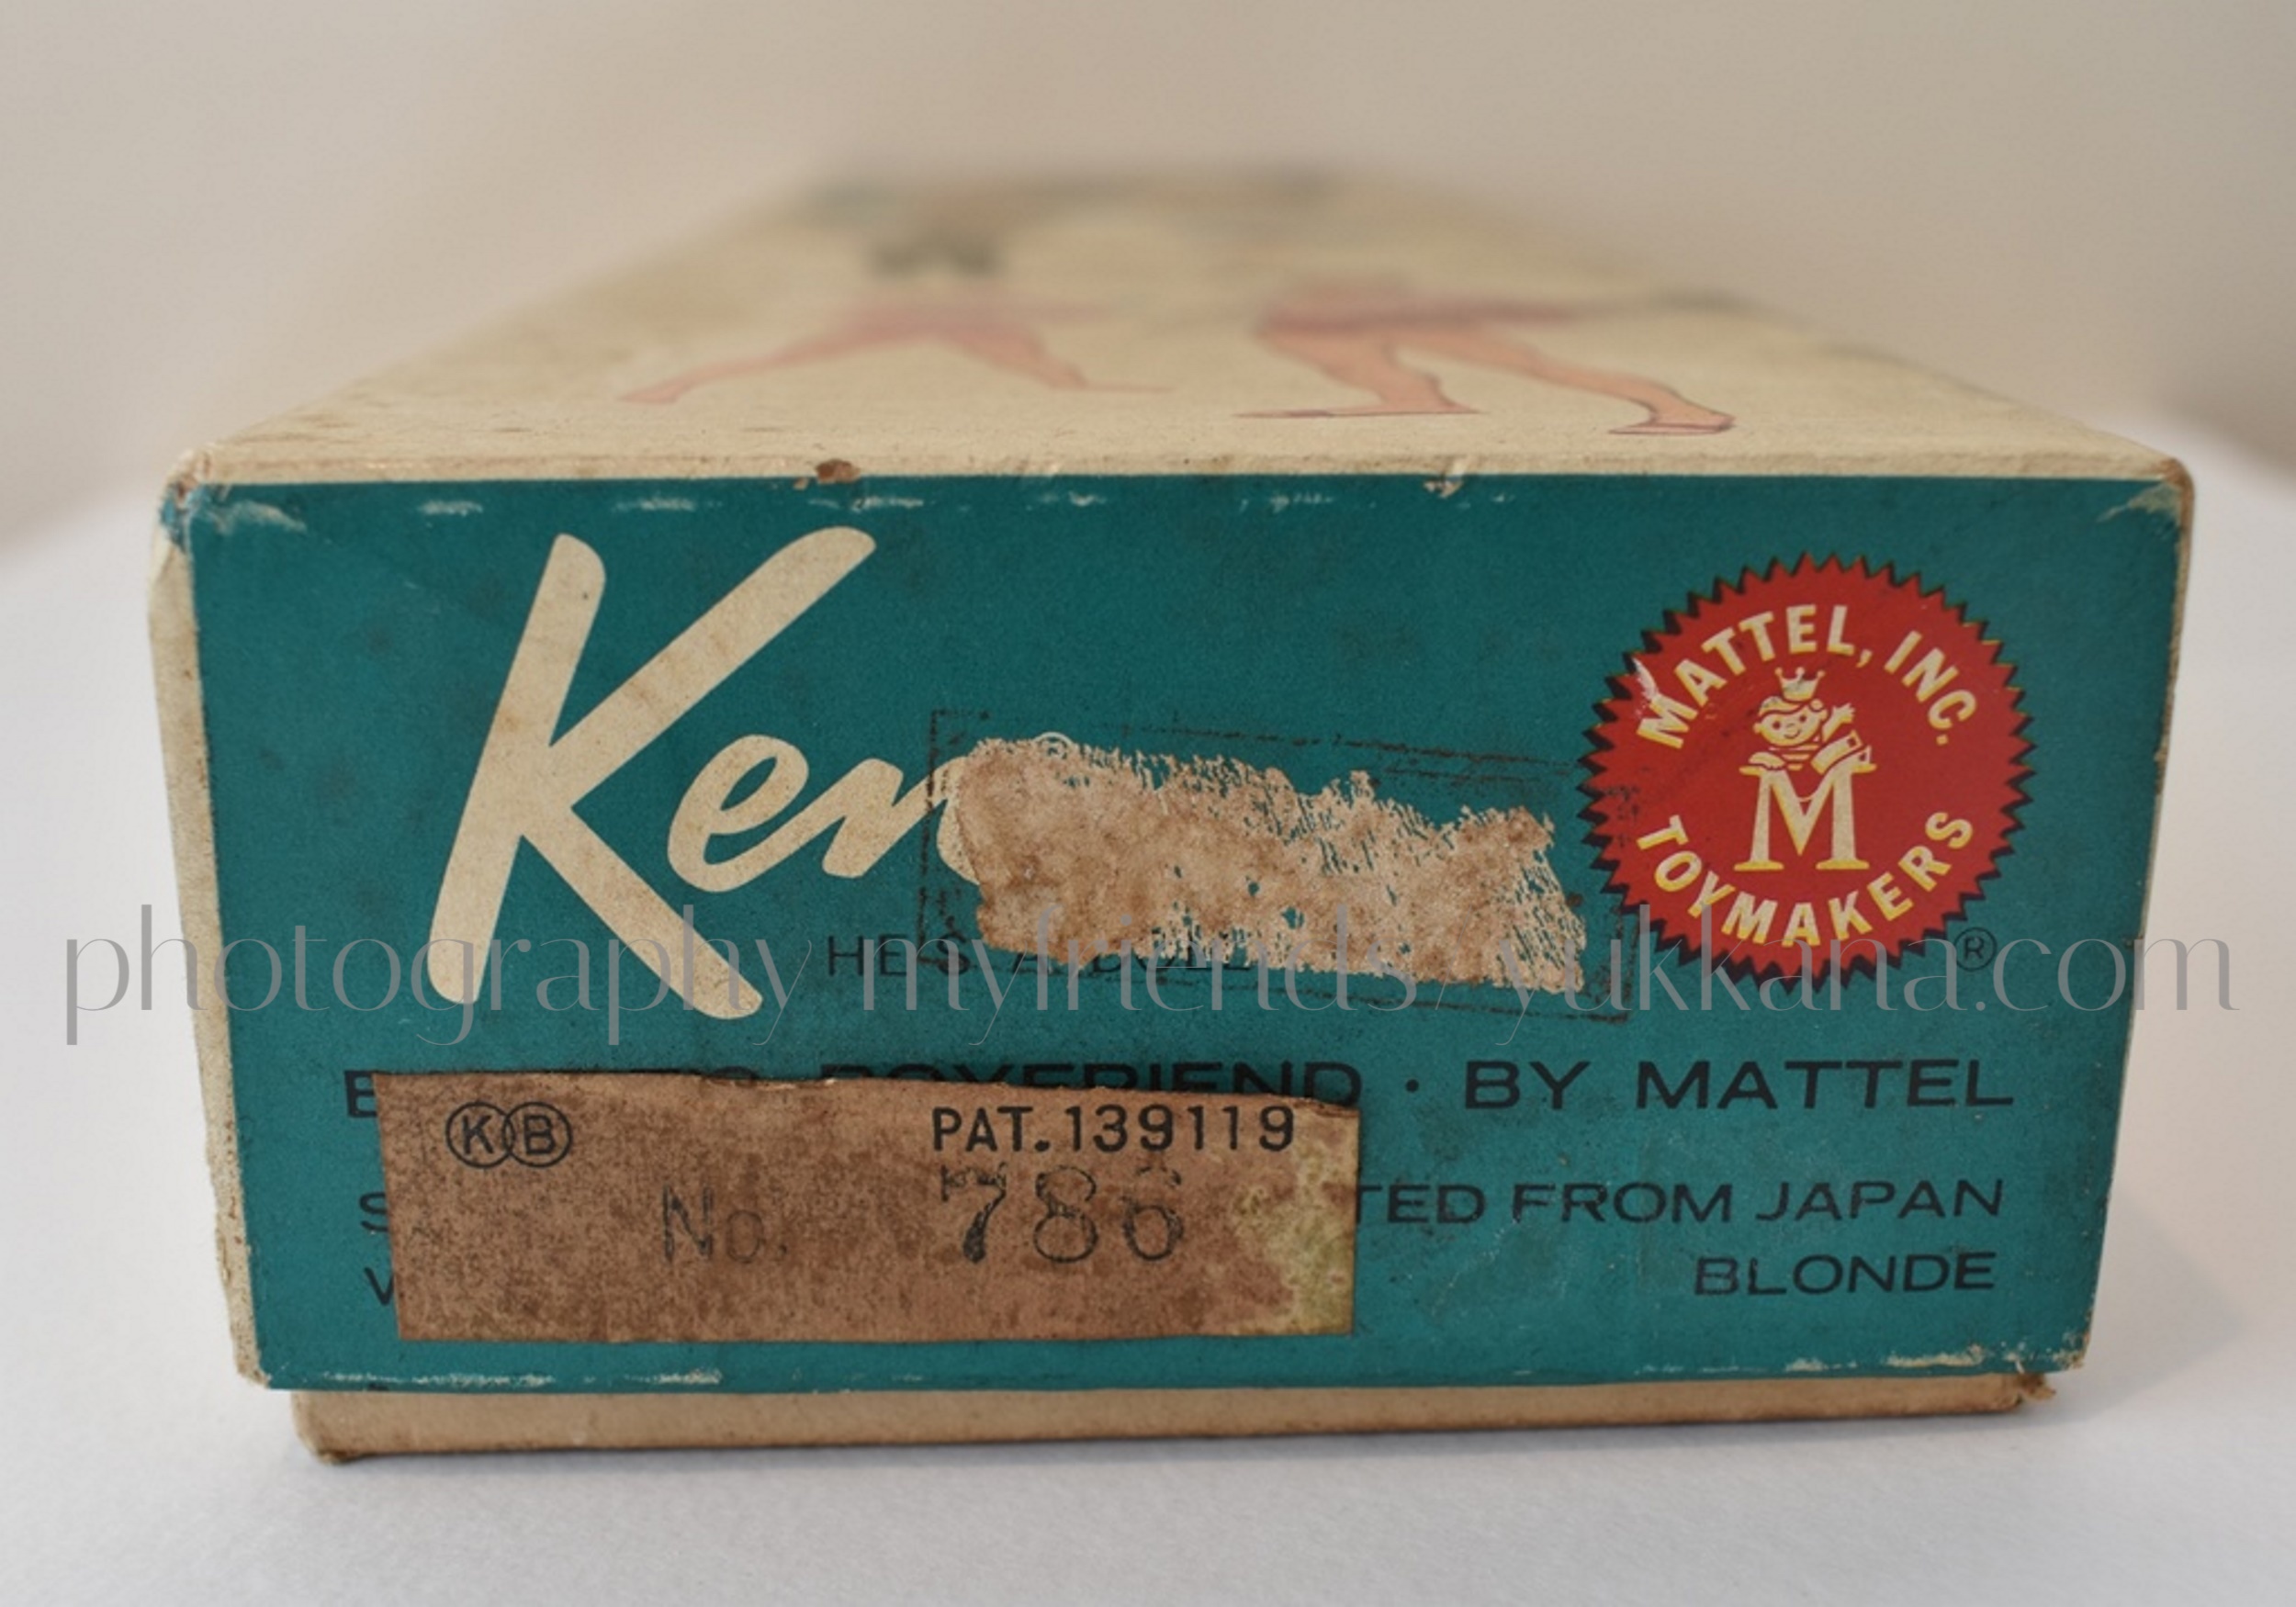 Ken
®
MATTEL, INC.
M
TOYMAKERS
®
HE'S A DOLL
photography myfriends/yukkana.com
BOYFRIEND · BY MATTEL
KB PAT.139119
No. 786
TED FROM JAPAN
BLONDE